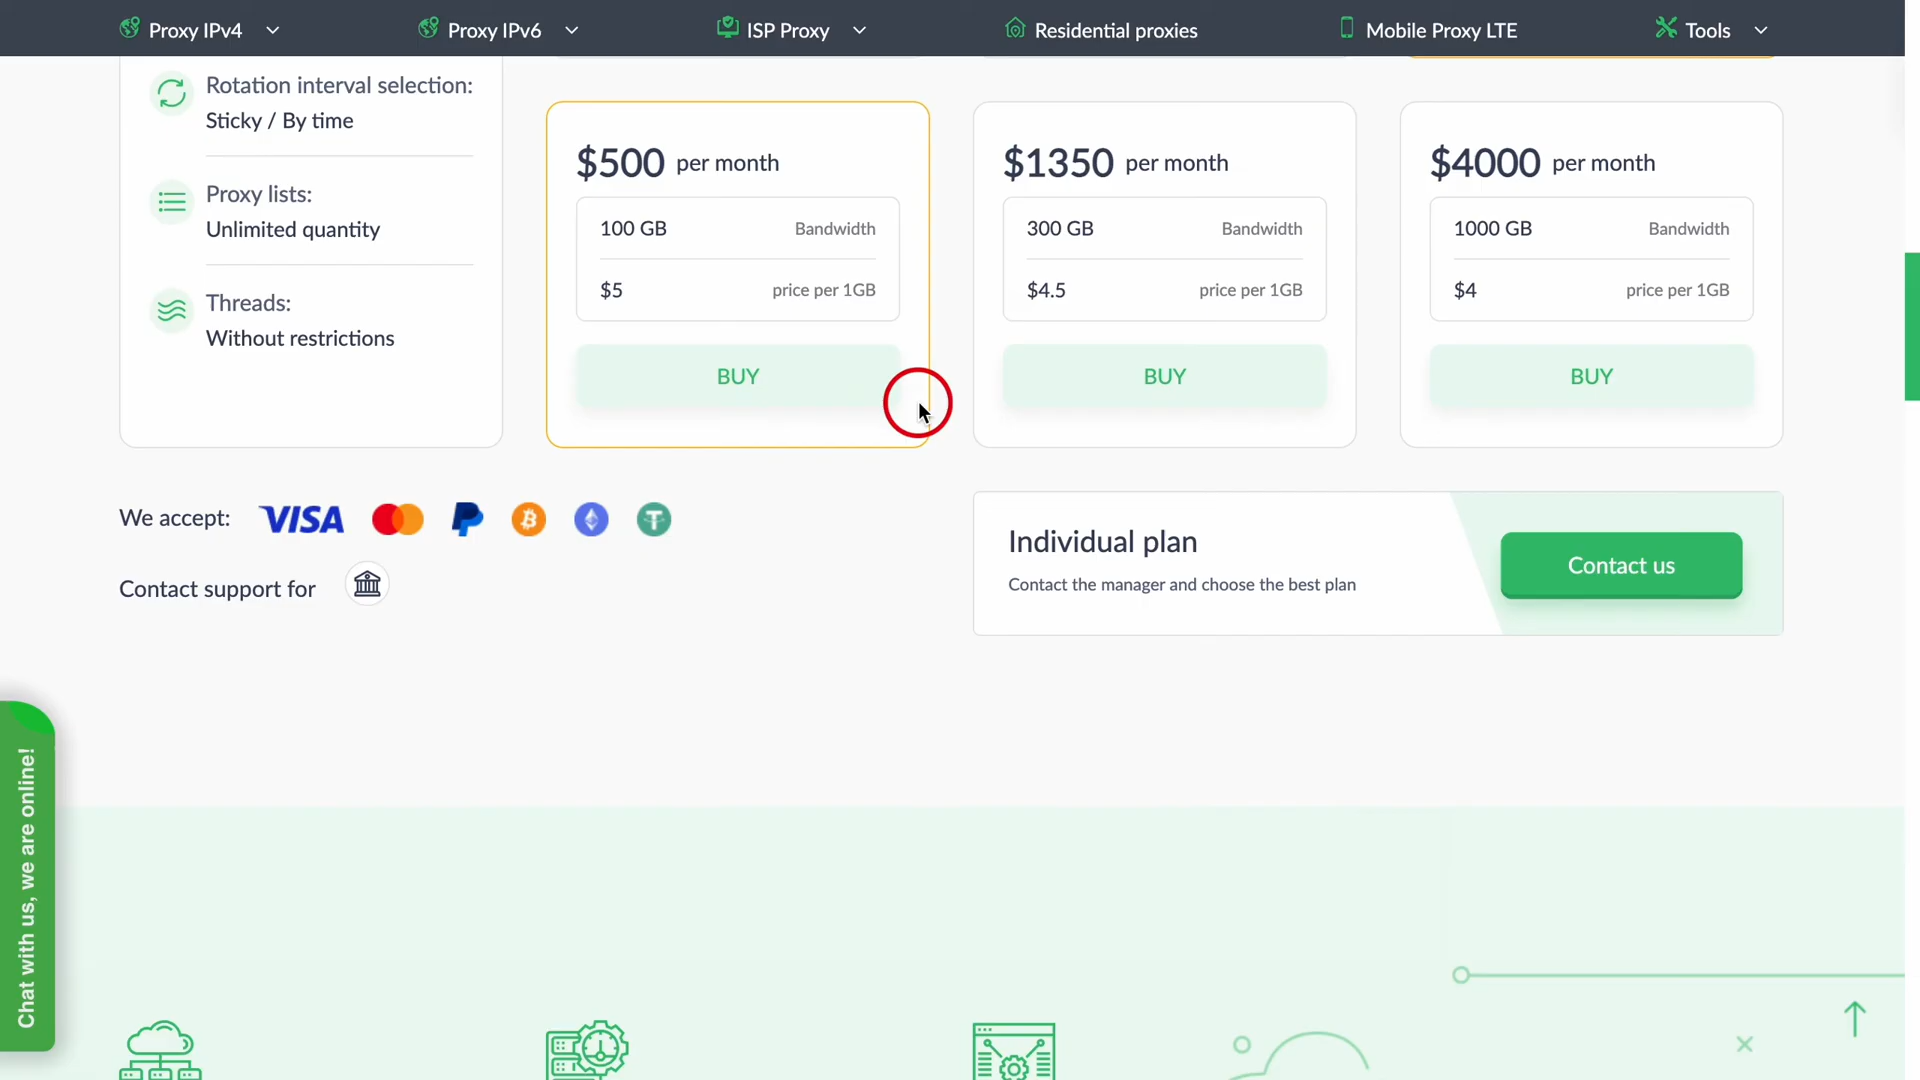 Proxy IPv4
Proxy IPv6
ISP Proxy
Residential proxies
Mobile Proxy LTE
Tools
Rotation interval selection:
Sticky / By time
Proxy lists:
Unlimited quantity
Threads:
Without restrictions
$500 per month
100 GB Bandwidth
$5 price per 1GB
BUY
$1350 per month
300 GB Bandwidth
$4.5 price per 1GB
BUY
$4000 per month
1000 GB Bandwidth
$4 price per 1GB
BUY
We accept: VISA
Contact support for
Individual plan
Contact the manager and choose the best plan
Contact us
Chat with us, we are online!